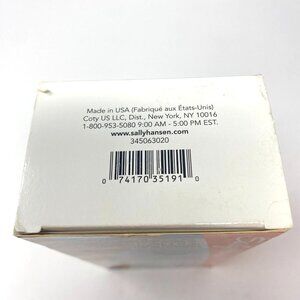 Made in USA (Fabriqué aux États-Unis)
Coty US LLC, Dist., New York, NY 10016
1-800-953-5080 9:00 AM - 5:00 PM EST.
www.sallyhansen.com
345063020
0 74170 35191 0